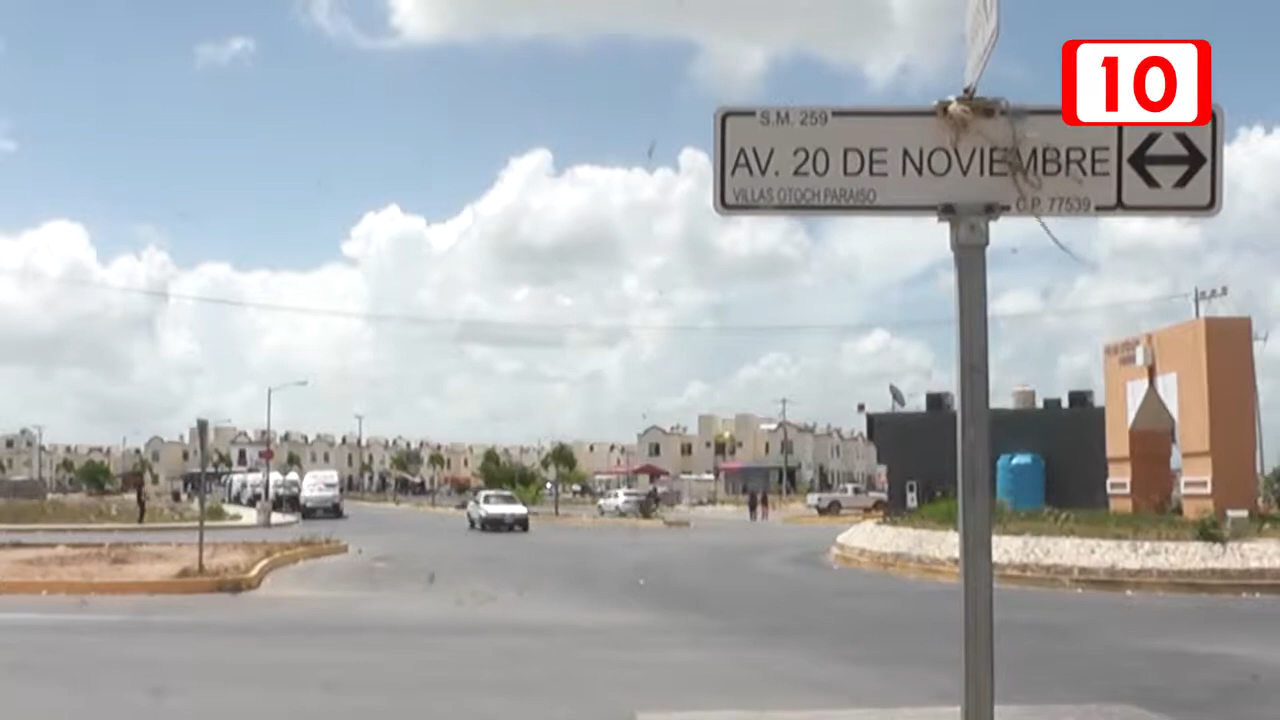 10
S.M. 259
AV. 20 DE NOVIEMBRE
VILLAS OTOCH PARAISO
C.P. 77539